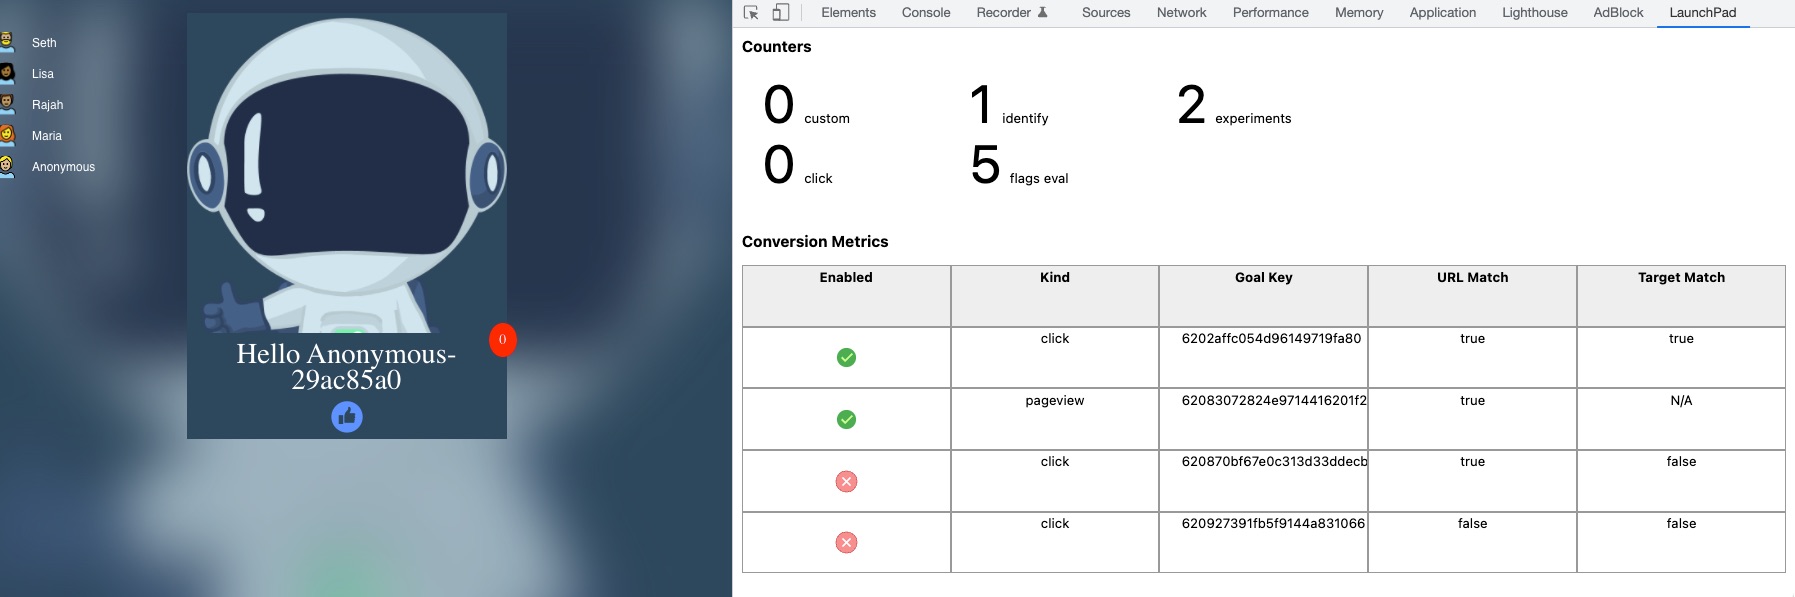 Seth
Lisa
Rajah
Maria
Anonymous
0
Hello Anonymous-
29ac85a0
Elements Console Recorder Sources Network Performance Memory Application Lighthouse AdBlock LaunchPad
Counters
0 custom 1 identify 2 experiments
0 click 5 flags eval
Conversion Metrics
Enabled Kind Goal Key URL Match Target Match
click 6202affc054d96149719fa80 true true
pageview 62083072824e9714416201f2 true N/A
click 620870bf67e0c313d33ddecb true false
click 620927391fb5f9144a831066 false false